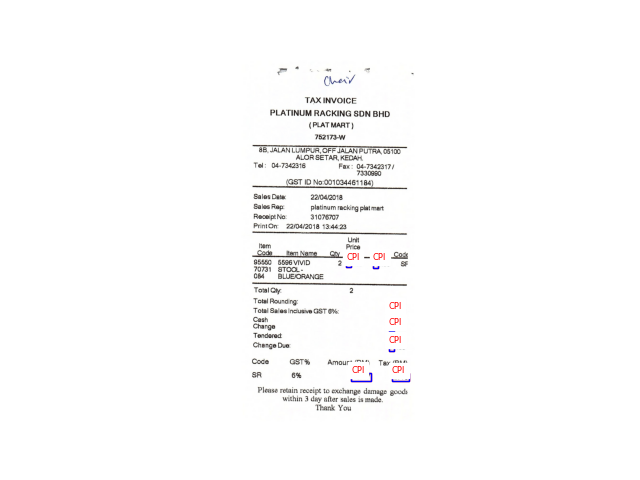 Chair
TAX INVOICE
PLATINUM RACKING SDN BHD
( PLAT MART )
752173-W
8B, JALAN LUMPUR, OFF JALAN PUTRA, 05100
ALOR SETAR, KEDAH.
Tel : 04-7342316 Fax : 04-7342317 /
7330990
(GST ID No:001034461184)
Sales Date: 22/04/2018
Sales Rep: platinum racking plat mart
Receipt No: 31076707
Print On: 22/04/2018 13:44:23
Unit
Price
Item
Code Item Name Qty CPI CPI Code
95550 5596 VIVID 2 SR
70731 STOOL -
084 BLUE/ORANGE
Total Qty: 2
Total Rounding: CPI
Total Sales Inclusive GST 6%:
Cash CPI
Change
Tendered: CPI
Change Due:
Code GST% Amount (RM) Tax (RM)
SR 6% CPI CPI
Please retain receipt to exchange damage goods
within 3 day after sales is made.
Thank You